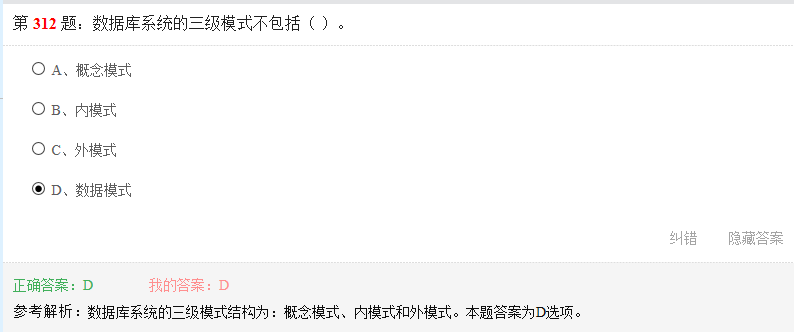 第 312 题：数据库系统的三级模式不包括（ ）。
A、概念模式
B、内模式
C、外模式
D、数据模式
纠错 隐藏答案
正确答案：D 我的答案：D
参考解析：数据库系统的三级模式结构为：概念模式、内模式和外模式。本题答案为D选项。